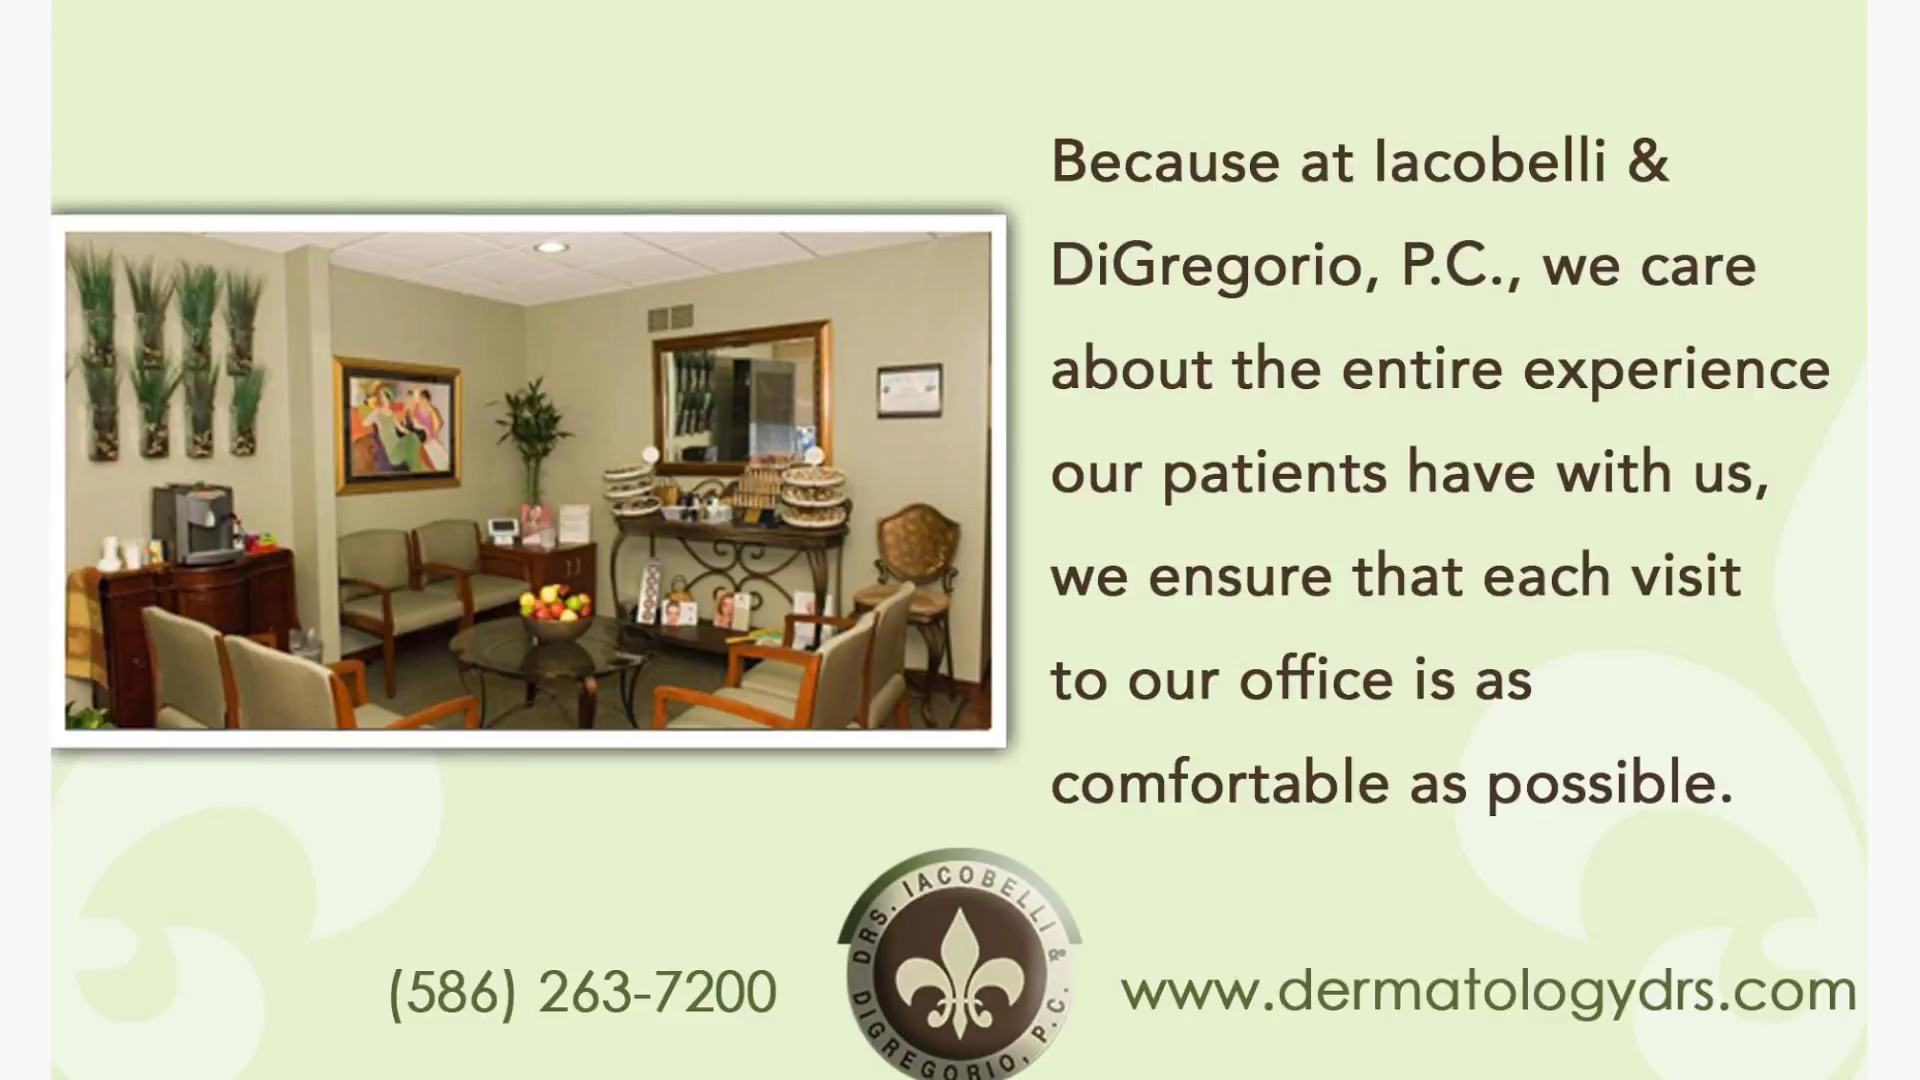 Because at Iacobelli &
DiGregorio, P.C., we care
about the entire experience
our patients have with us,
we ensure that each visit
to our office is as
comfortable as possible.
(586) 263-7200
DRS. IACOBELLI &
DIGREGORIO, P.C.
www.dermatologydrs.com